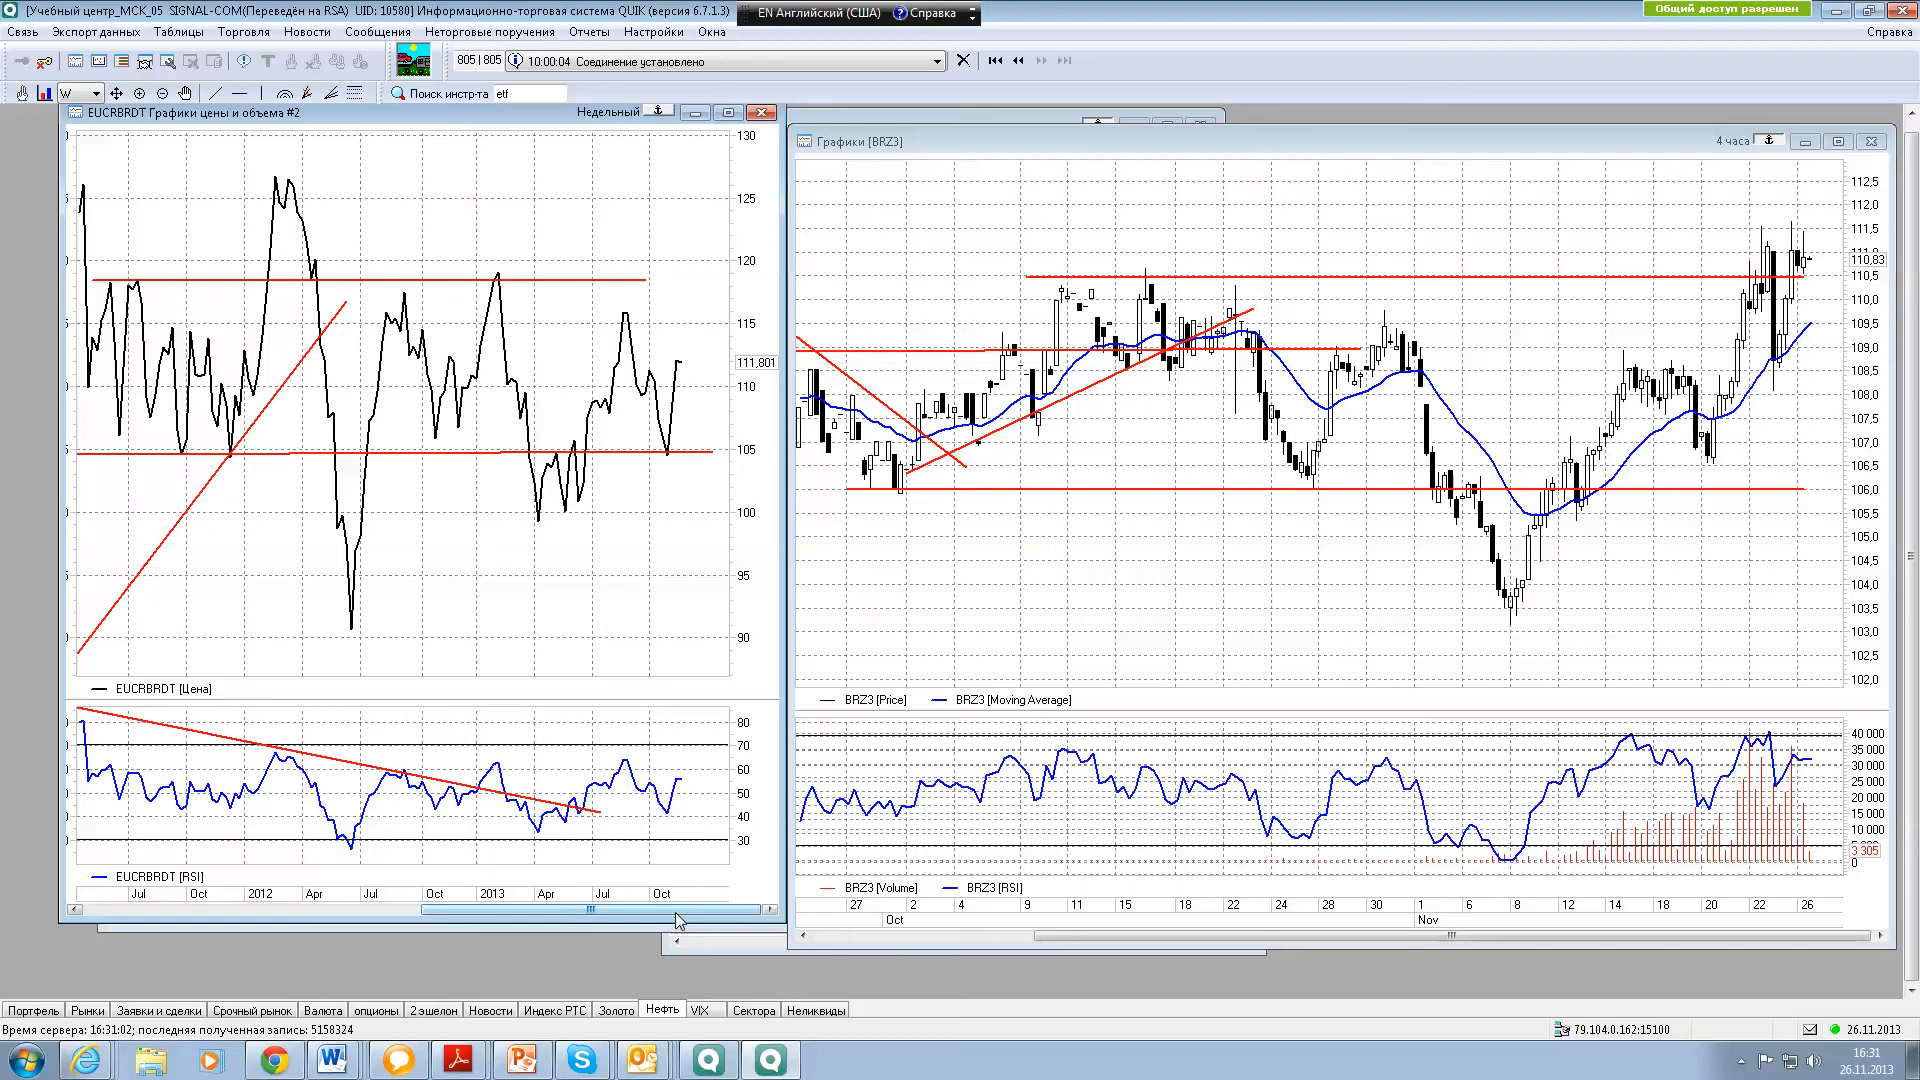 [Учебный центр_МСК_05 SIGNAL-COM(Переведён на RSA) UID: 10580] Информационно-торговая система QUIK (версия 6.7.1.3)
EN Английский (США) Справка
Общий доступ разрешен
Связь Экспорт данных Таблицы Торговля Новости Сообщения Неторговые поручения Отчеты Настройки Окна Справка
805|805 10:00:04 Соединение установлено
W Поиск инстр-та etf
EUCRBRDT Графики цены и объема #2 Недельный
130
125
120
115
111,801
110
105
100
95
90
EUCRBRDT [Цена]
80
70
60
50
40
30
EUCRBRDT [RSI]
Jul Oct 2012 Apr Jul Oct 2013 Apr Jul Oct
Графики [BRZ3] 4 часа
112,5
112,0
111,5
110,83
110,5
110,0
109,5
109,0
108,5
108,0
107,5
107,0
106,5
106,0
105,5
105,0
104,5
104,0
103,5
103,0
102,5
102,0
BRZ3 [Price] BRZ3 [Moving Average]
40 000
35 000
30 000
25 000
20 000
15 000
10 000
3 305
0
BRZ3 [Volume] BRZ3 [RSI]
27 2 4 9 11 15 18 22 24 28 30 1 6 8 12 14 18 20 22 26
Oct Nov
Портфель Рынки Заявки и сделки Срочный рынок Валюта опционы 2 эшелон Новости Индекс РТС Золото Нефть VIX Сектора Неликвиды
Время сервера: 16:31:02; последняя полученная запись: 5158324 79.104.0.162:15100 26.11.2013
16:31
26.11.2013